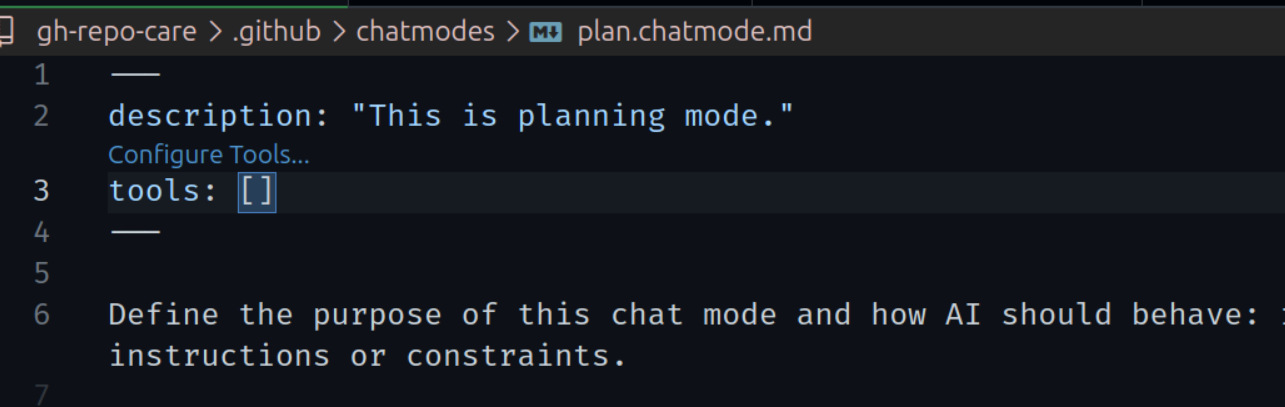 gh-repo-care > .github > chatmodes > plan.chatmode.md
1 ---
2 description: "This is planning mode."
Configure Tools...
3 tools: []
4 ---
5
6 Define the purpose of this chat mode and how AI should behave:
instructions or constraints.
7